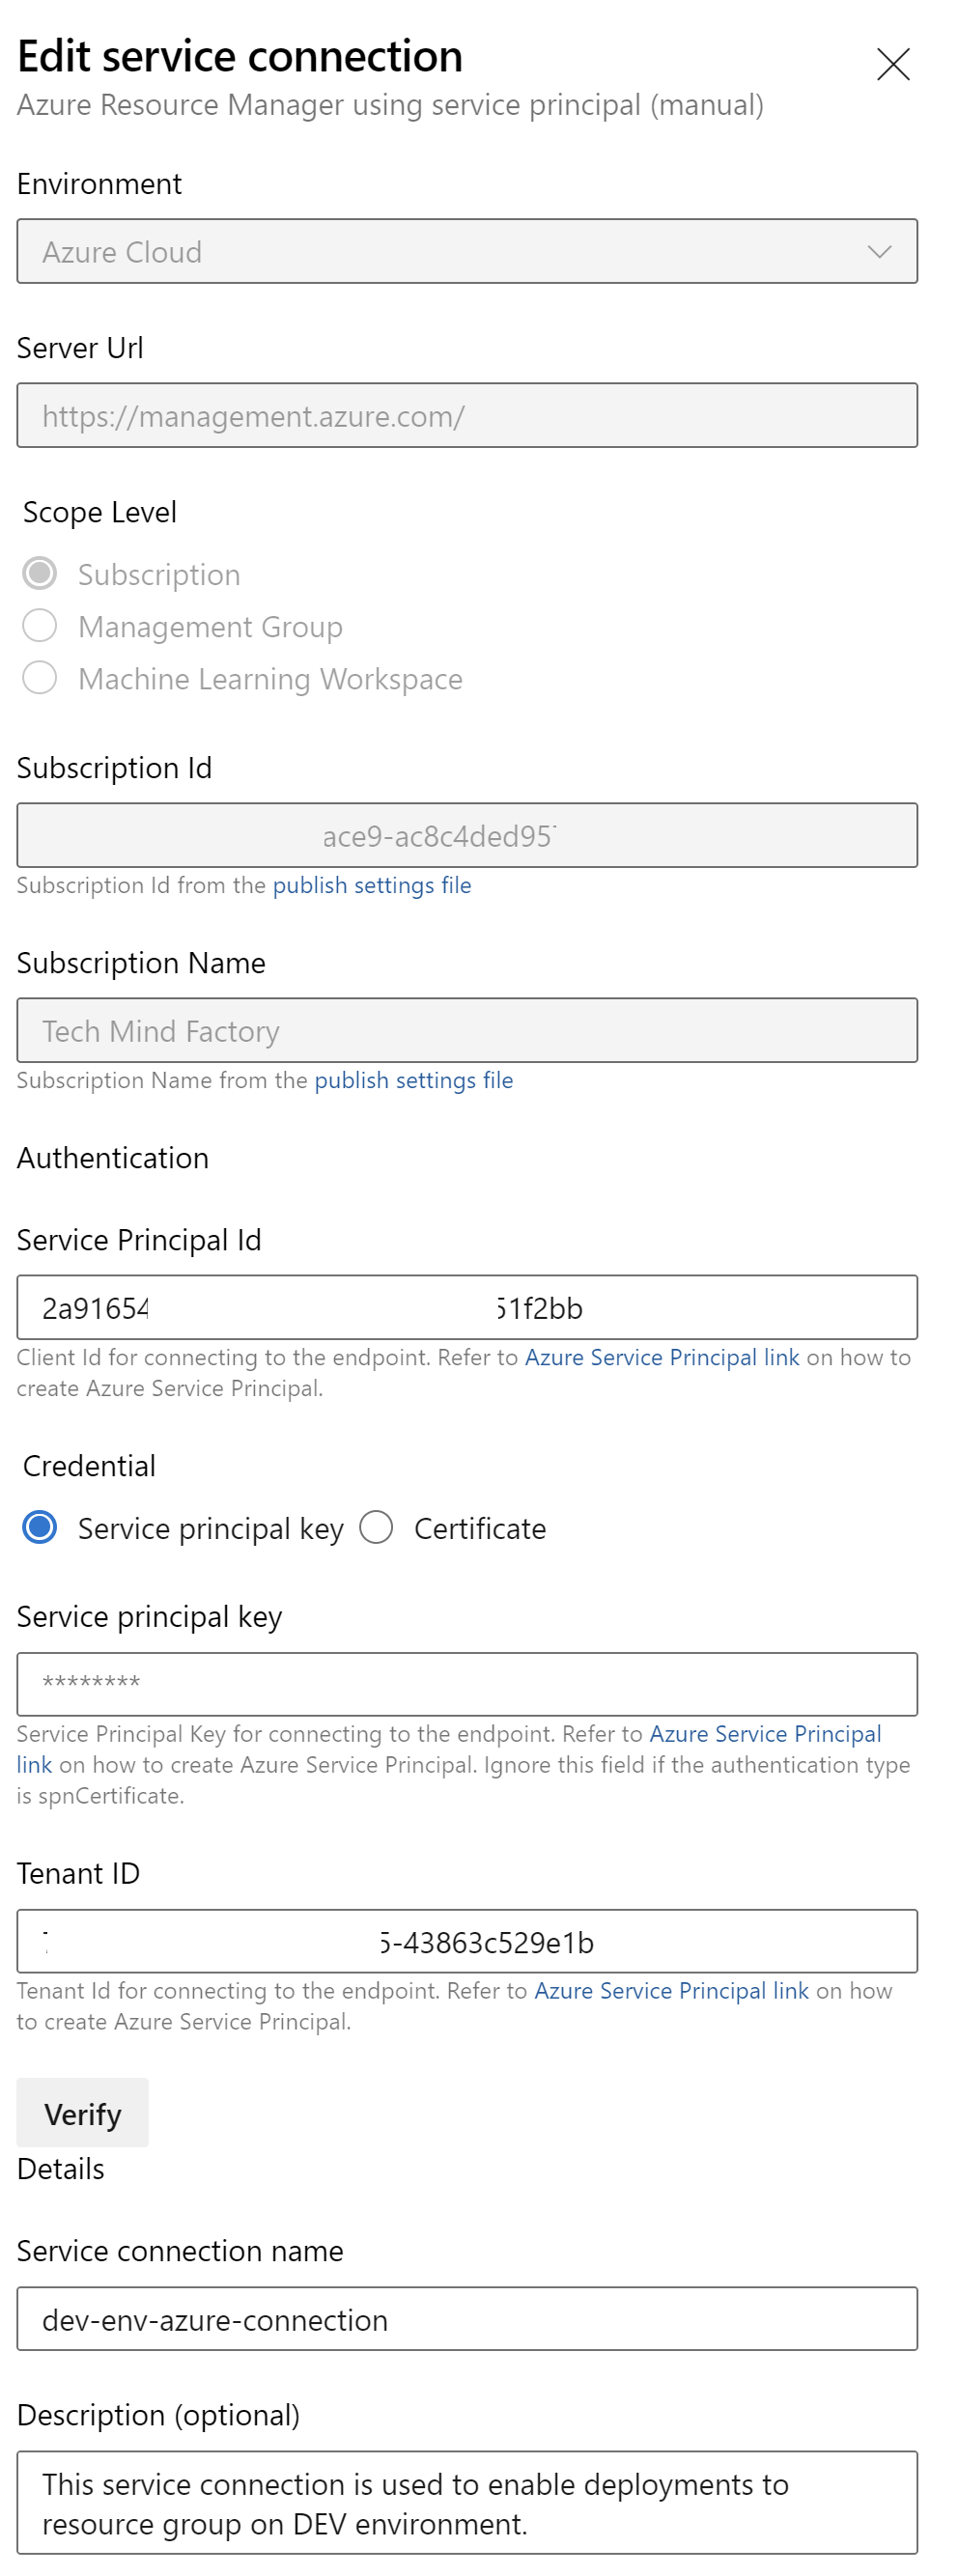 Edit service connection
Azure Resource Manager using service principal (manual)
Environment
Azure Cloud
Server Url
https://management.azure.com/
Scope Level
Subscription
Management Group
Machine Learning Workspace
Subscription Id
ace9-ac8c4ded95
Subscription Id from the publish settings file
Subscription Name
Tech Mind Factory
Subscription Name from the publish settings file
Authentication
Service Principal Id
2a91654 51f2bb
Client Id for connecting to the endpoint. Refer to Azure Service Principal link on how to
create Azure Service Principal.
Credential
Service principal key Certificate
Service principal key
********
Service Principal Key for connecting to the endpoint. Refer to Azure Service Principal
link on how to create Azure Service Principal. Ignore this field if the authentication type
is spnCertificate.
Tenant ID
5-43863c529e1b
Tenant Id for connecting to the endpoint. Refer to Azure Service Principal link on how
to create Azure Service Principal.
Verify
Details
Service connection name
dev-env-azure-connection
Description (optional)
This service connection is used to enable deployments to
resource group on DEV environment.